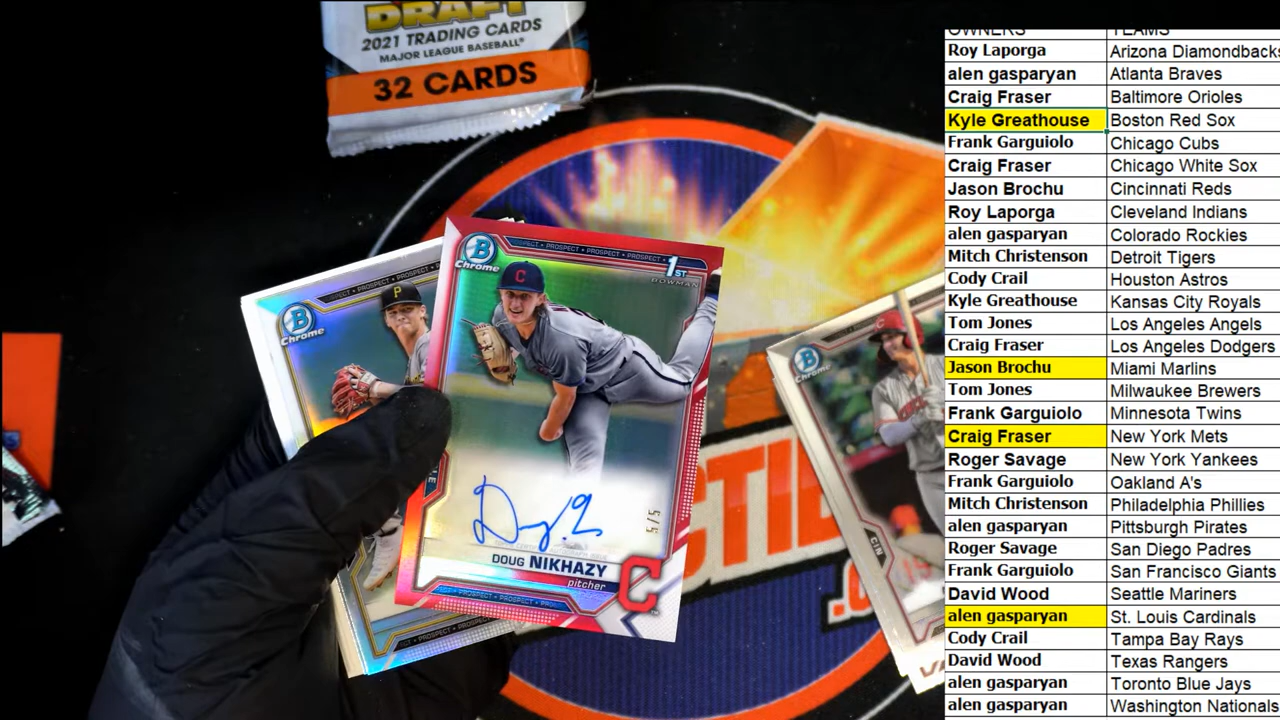 DRAFT
2021 TRADING CARDS
MAJOR LEAGUE BASEBALL
32 CARDS
B
Chrome
PROSPECT
P
B
Chrome
PROSPECT • PROSPECT • PROSPECT • PROSPECT
1ST
BOWMAN
C
5/5
DOUG NIKHAZY
pitcher
C
B
Chrome
CIN
OWNERS TEAMS
Roy Laporga Arizona Diamondbacks
alen gasparyan Atlanta Braves
Craig Fraser Baltimore Orioles
Kyle Greathouse Boston Red Sox
Frank Garguiolo Chicago Cubs
Craig Fraser Chicago White Sox
Jason Brochu Cincinnati Reds
Roy Laporga Cleveland Indians
alen gasparyan Colorado Rockies
Mitch Christenson Detroit Tigers
Cody Crail Houston Astros
Kyle Greathouse Kansas City Royals
Tom Jones Los Angeles Angels
Craig Fraser Los Angeles Dodgers
Jason Brochu Miami Marlins
Tom Jones Milwaukee Brewers
Frank Garguiolo Minnesota Twins
Craig Fraser New York Mets
Roger Savage New York Yankees
Frank Garguiolo Oakland A's
Mitch Christenson Philadelphia Phillies
alen gasparyan Pittsburgh Pirates
Roger Savage San Diego Padres
Frank Garguiolo San Francisco Giants
David Wood Seattle Mariners
alen gasparyan St. Louis Cardinals
Cody Crail Tampa Bay Rays
David Wood Texas Rangers
alen gasparyan Toronto Blue Jays
alen gasparyan Washington Nationals